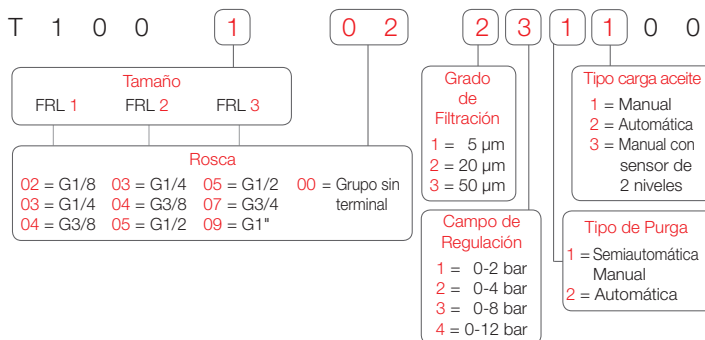 T 1 0 0 1 0 2 2 3 1 1 0 0
Tamaño
FRL 1 FRL 2 FRL 3
Rosca
02 = G1/8 03 = G1/4 05 = G1/2 00 = Grupo sin
03 = G1/4 04 = G3/8 07 = G3/4 terminal
04 = G3/8 05 = G1/2 09 = G1"
Grado
de
Filtración
1 = 5 µm
2 = 20 µm
3 = 50 µm
Campo de
Regulación
1 = 0-2 bar
2 = 0-4 bar
3 = 0-8 bar
4 = 0-12 bar
Tipo carga aceite
1 = Manual
2 = Automática
3 = Manual con
sensor de
2 niveles
Tipo de Purga
1 = Semiautomática
Manual
2 = Automática